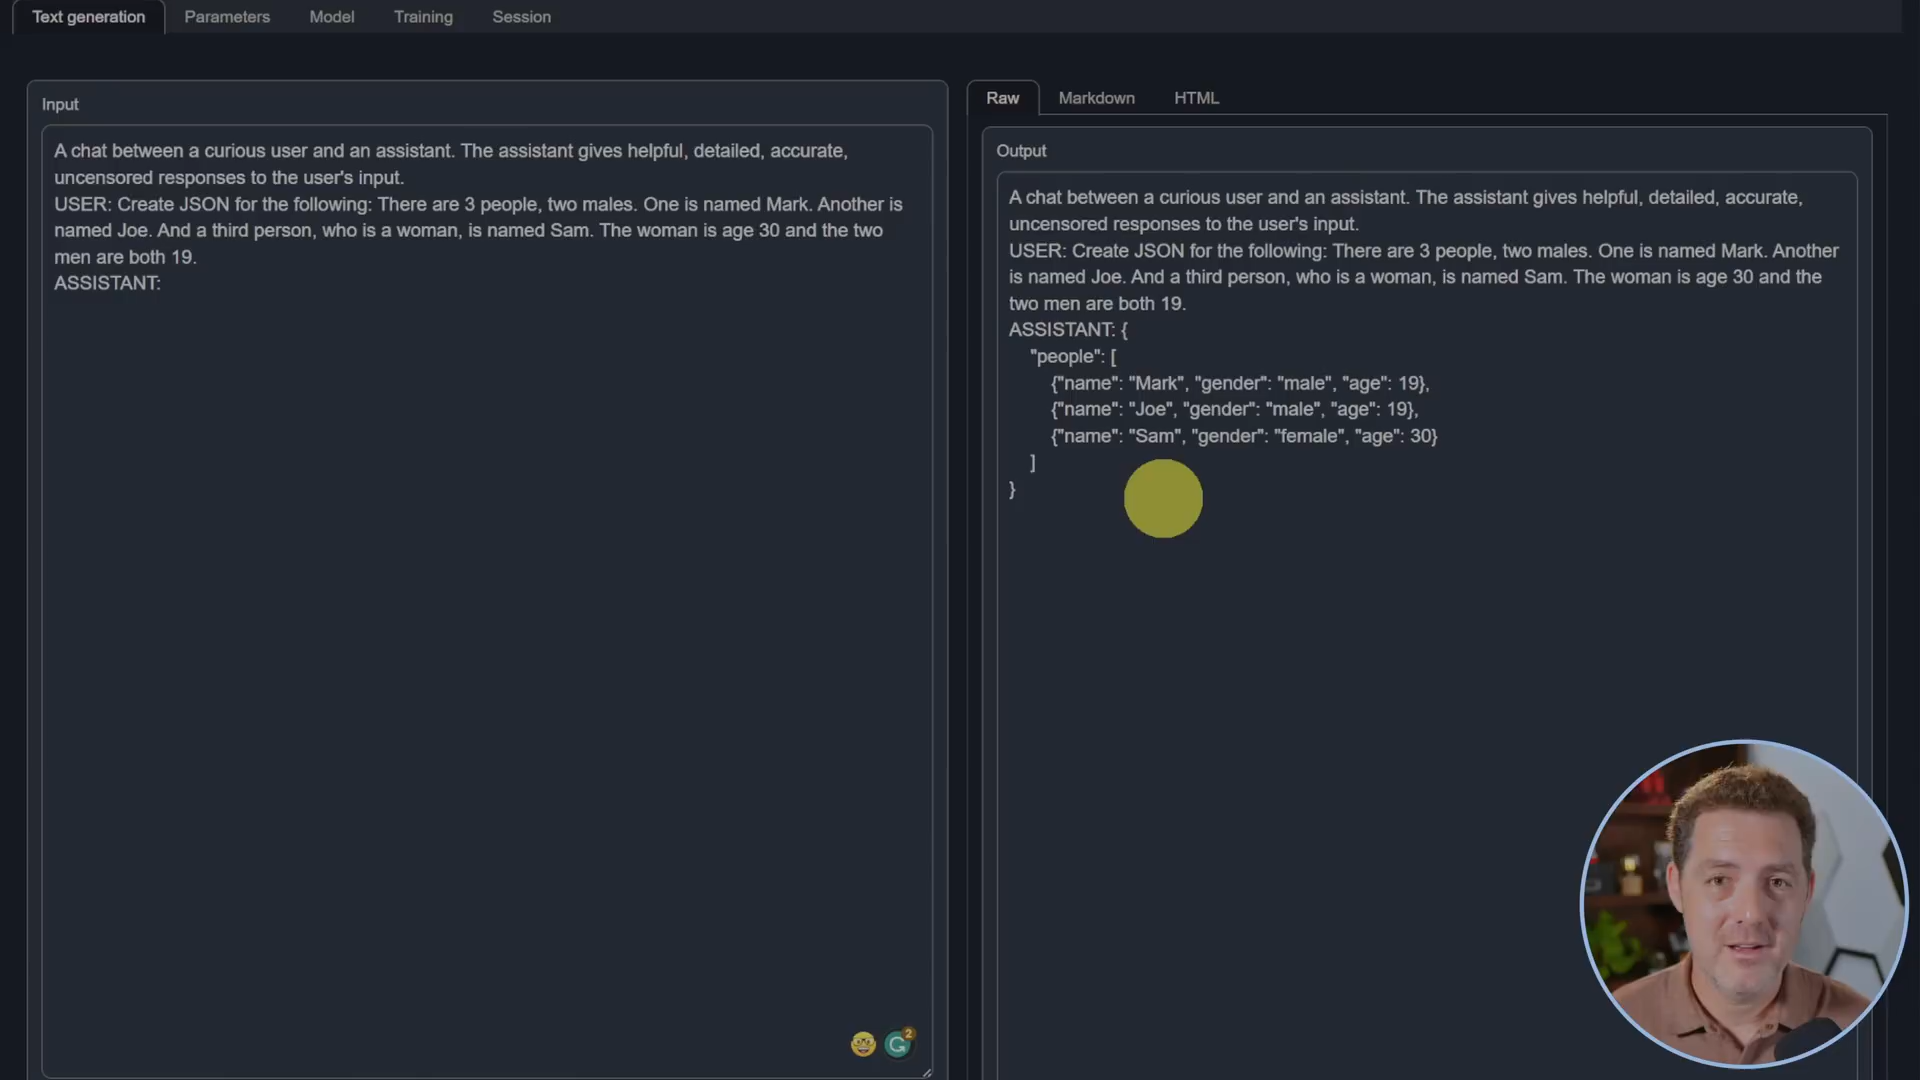 Text generation
Parameters
Model
Training
Session
Input
A chat between a curious user and an assistant. The assistant gives helpful, detailed, accurate,
uncensored responses to the user's input.
USER: Create JSON for the following: There are 3 people, two males. One is named Mark. Another is
named Joe. And a third person, who is a woman, is named Sam. The woman is age 30 and the two
men are both 19.
ASSISTANT:
2
Raw
Markdown
HTML
Output
A chat between a curious user and an assistant. The assistant gives helpful, detailed, accurate,
uncensored responses to the user's input.
USER: Create JSON for the following: There are 3 people, two males. One is named Mark. Another
is named Joe. And a third person, who is a woman, is named Sam. The woman is age 30 and the
two men are both 19.
ASSISTANT: {
"people": [
{"name": "Mark", "gender": "male", "age": 19},
{"name": "Joe", "gender": "male", "age": 19},
{"name": "Sam", "gender": "female", "age": 30}
]
}